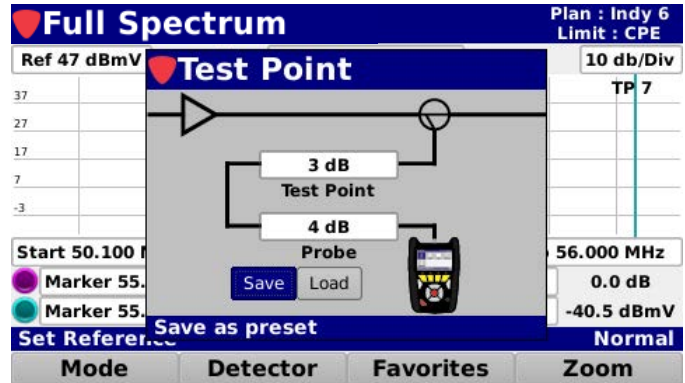 Full Spectrum
Plan : Indy 6
Limit : CPE
Ref 47 dBmV
10 db/Div
Test Point
TP 7
37
27
17
7
-3
3 dB
Test Point
4 dB
Probe
Save Load
Start 50.100
56.000 MHz
Marker 55.
0.0 dB
Marker 55.
-40.5 dBmV
Save as preset
Set Reference
Normal
Mode Detector Favorites Zoom